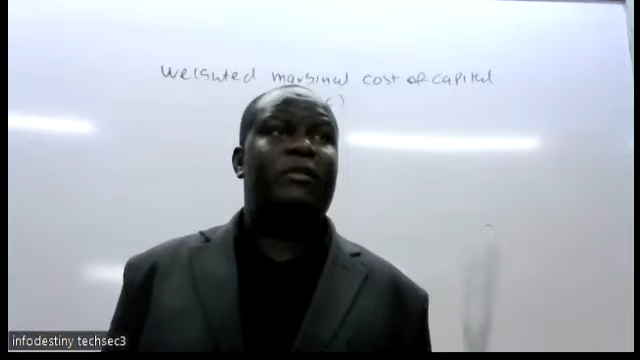 Weighted marginal cost of capital
c )
infodestiny techsec3